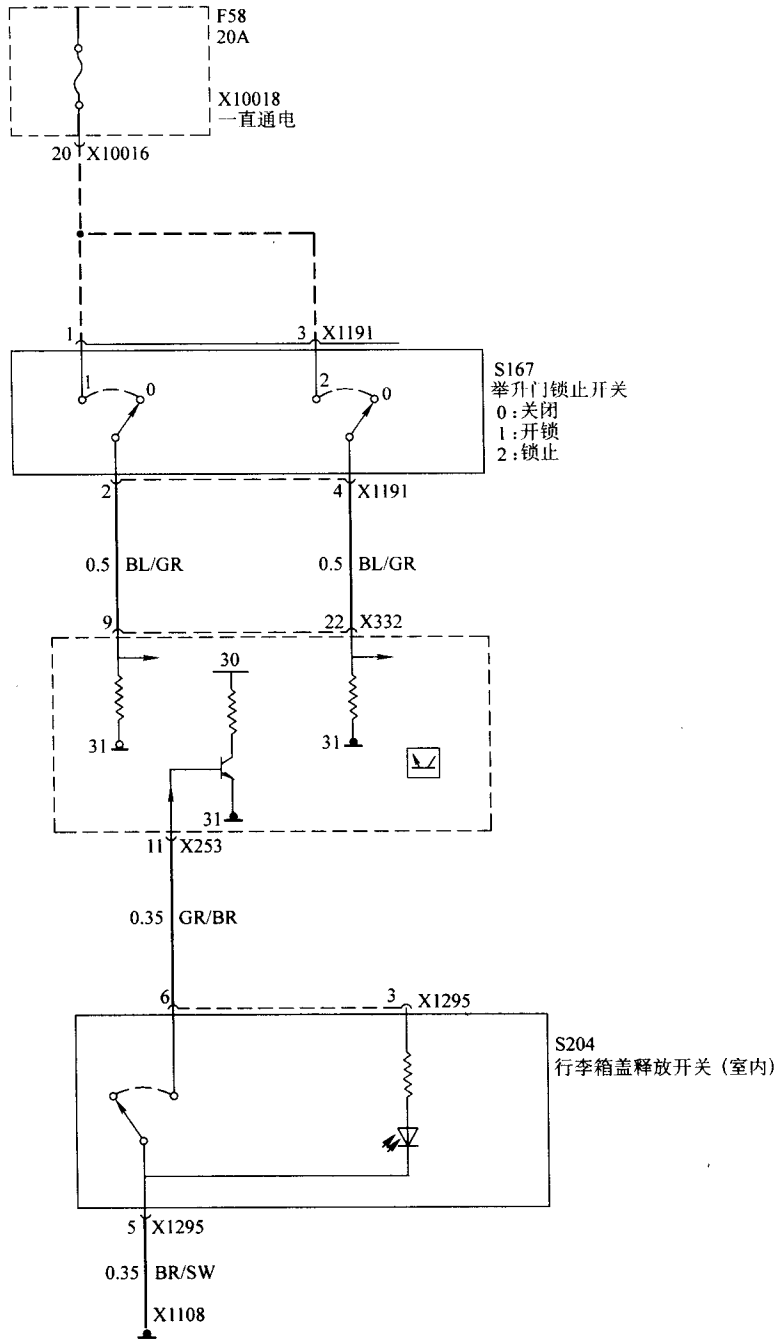 F58
20A
X10018
一直通电
20 X10016
1 3 X1191
1 0 2 0
S167
举升门锁止开关
0:关闭
1:开锁
2:锁止
2 4 X1191
0.5 BL/GR 0.5 BL/GR
9 22 X332
30
31 31
31
11 X253
0.35 GR/BR
6 3 X1295
S204
行李箱盖释放开关(室内)
5 X1295
0.35 BR/SW
X1108